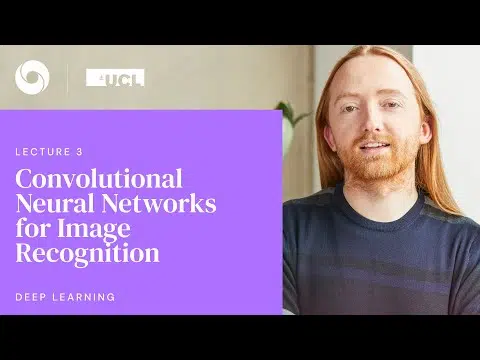 UCL
LECTURE 3
Convolutional
Neural Networks
for Image
Recognition
DEEP LEARNING